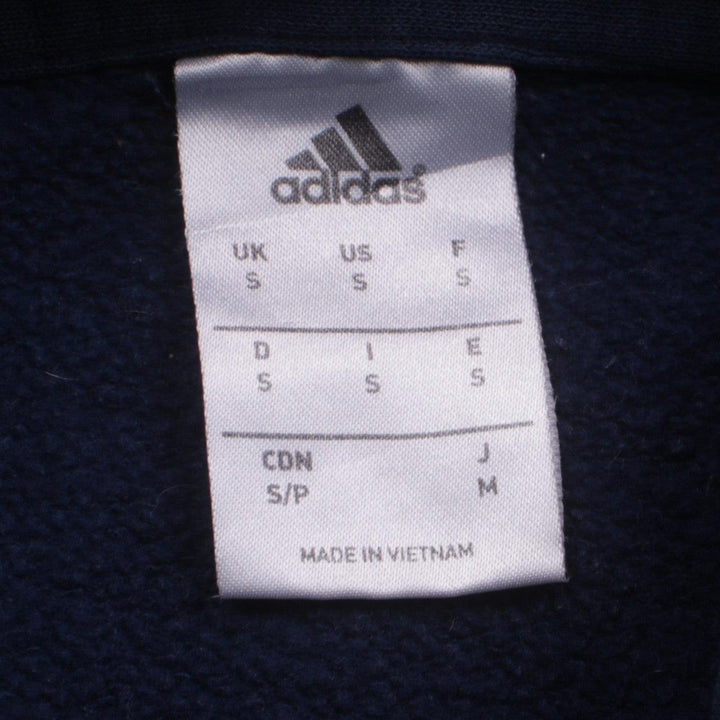 adidas®
UK US F
S S S
D I E
S S S
CDN J
S/P M
MADE IN VIETNAM